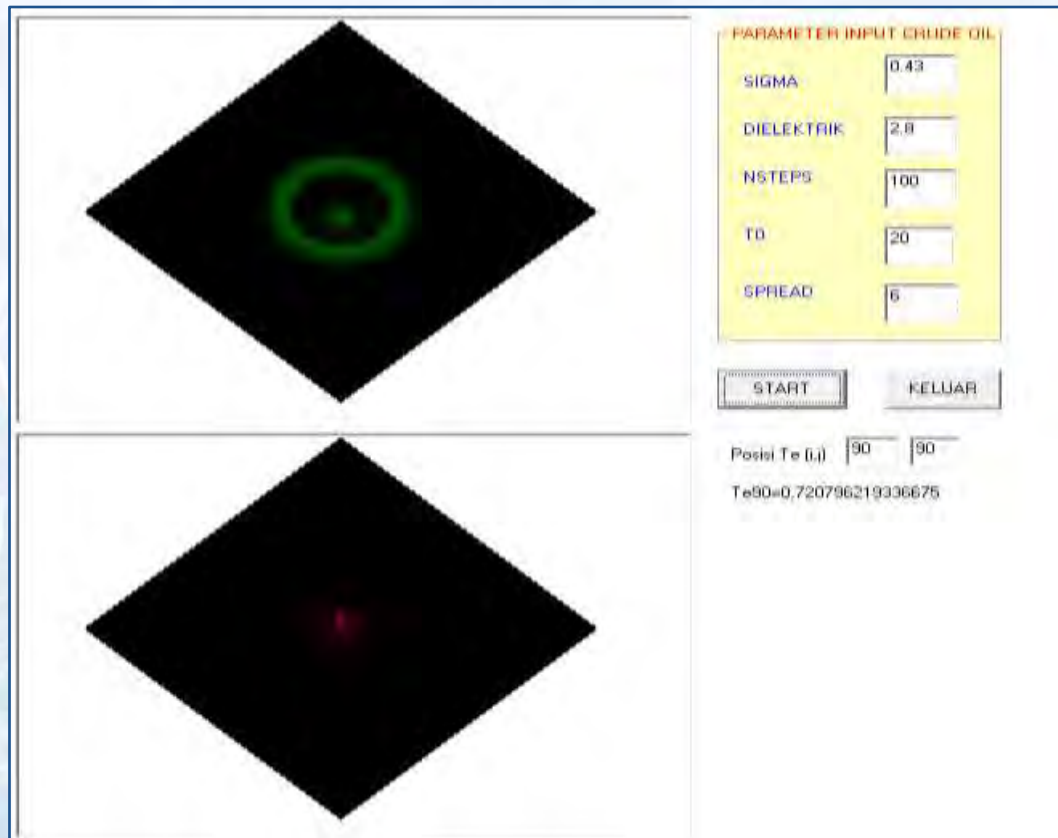 PARAMETER INPUT CRUDE OIL
SIGMA 0.43
DIELEKTRIK 2.8
NSTEPS 100
T0 20
SPREAD 6
START KELUAR
Posisi Te (i,j) 90 90
Te90=0,720796219336675